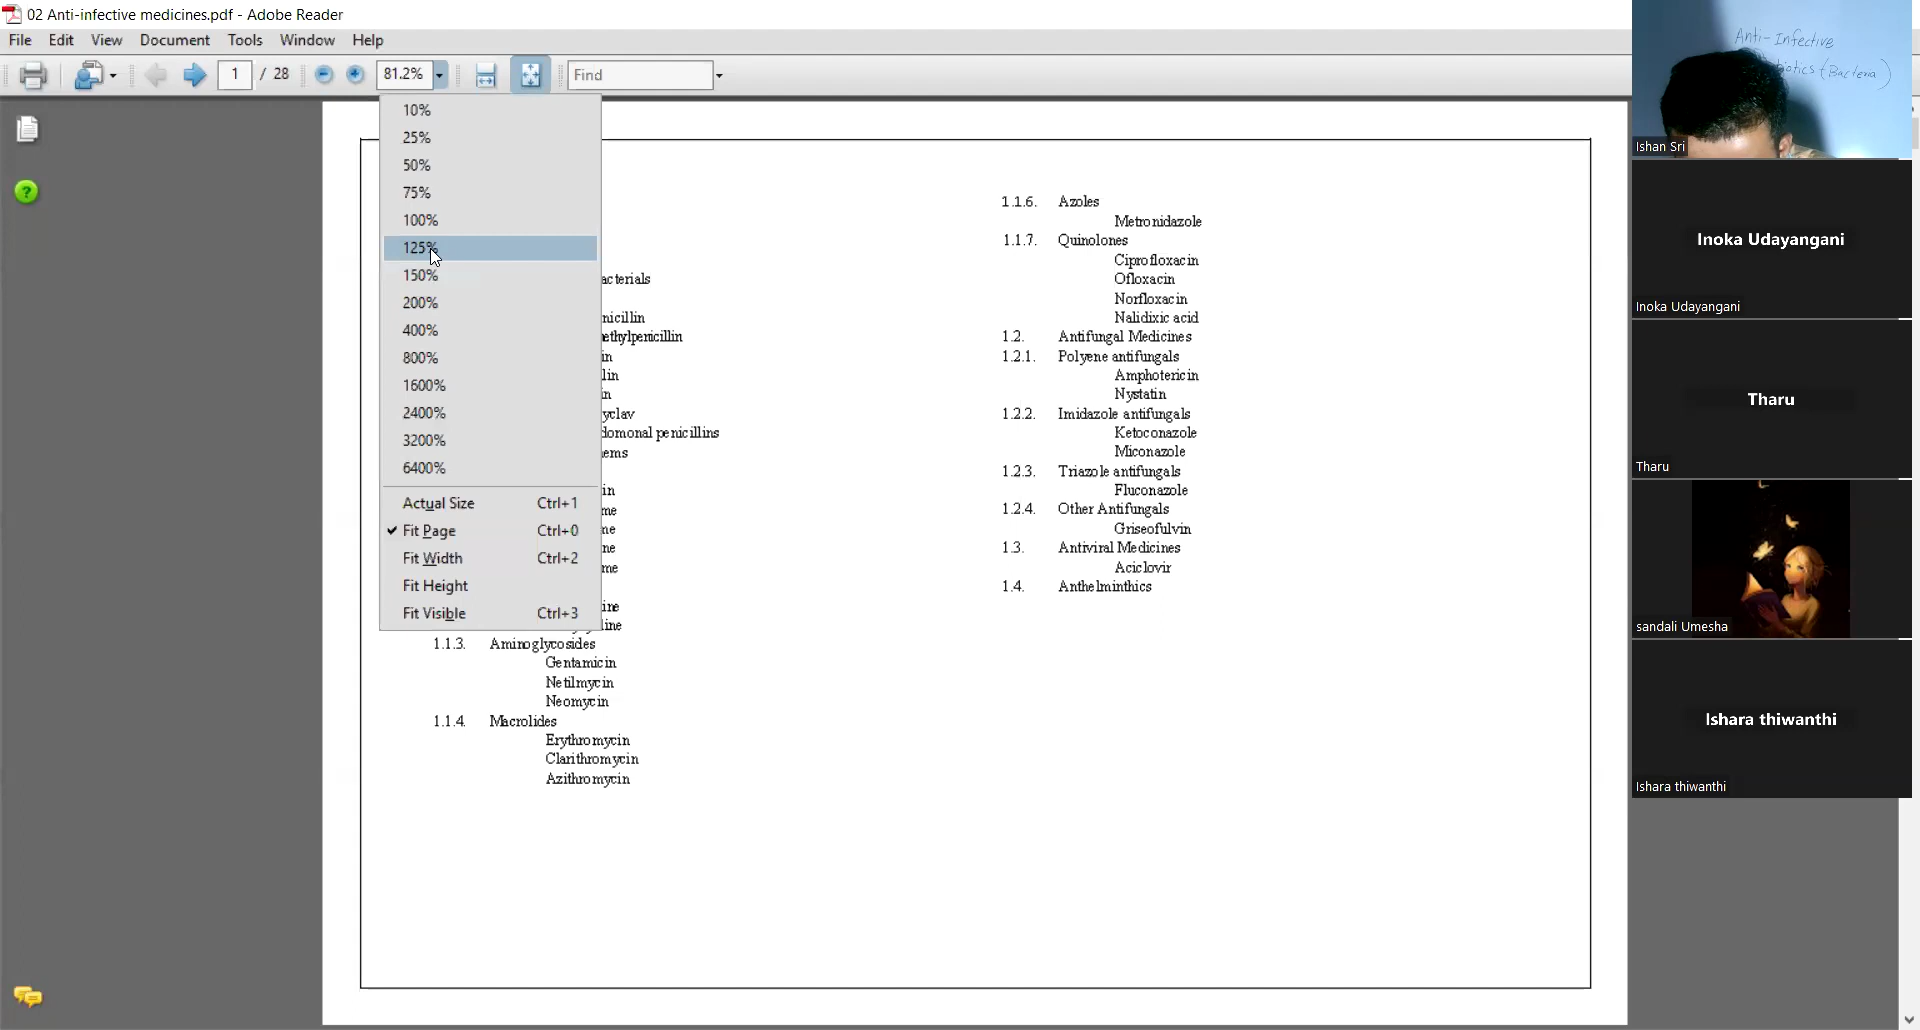 02 Anti-infective medicines.pdf - Adobe Reader
File Edit View Document Tools Window Help
1 / 28 81.2% Find
10%
25%
50%
75%
100%
125%
150%
200%
400%
800%
1600%
2400%
3200%
6400%
Actual Size Ctrl+1
Fit Page Ctrl+0
Fit Width Ctrl+2
Fit Height
Fit Visible Ctrl+3
acterials
nicillin
ethylpenicillin
in
lin
in
yclav
domonal penicillins
ems
in
me
ne
ne
me
ine
line
1.1.3. Aminoglycosides
Gentamicin
Netilmycin
Neomycin
1.1.4. Macrolides
Erythromycin
Clarithromycin
Azithromycin
1.1.6. Azoles
Metronidazole
1.1.7. Quinolones
Ciprofloxacin
Ofloxacin
Norfloxacin
Nalidixic acid
1.2. Antifungal Medicines
1.2.1. Polyene antifungals
Amphotericin
Nystatin
1.2.2. Imidazole antifungals
Ketoconazole
Miconazole
1.2.3. Triazole antifungals
Fluconazole
1.2.4. Other Antifungals
Griseofulvin
1.3. Antiviral Medicines
Aciclovir
1.4. Anthelminthics
Anti-Infective
biotics (Bacteria)
Ishan Sri
Inoka Udayangani
Inoka Udayangani
Tharu
Tharu
sandali Umesha
Ishara thiwanthi
Ishara thiwanthi